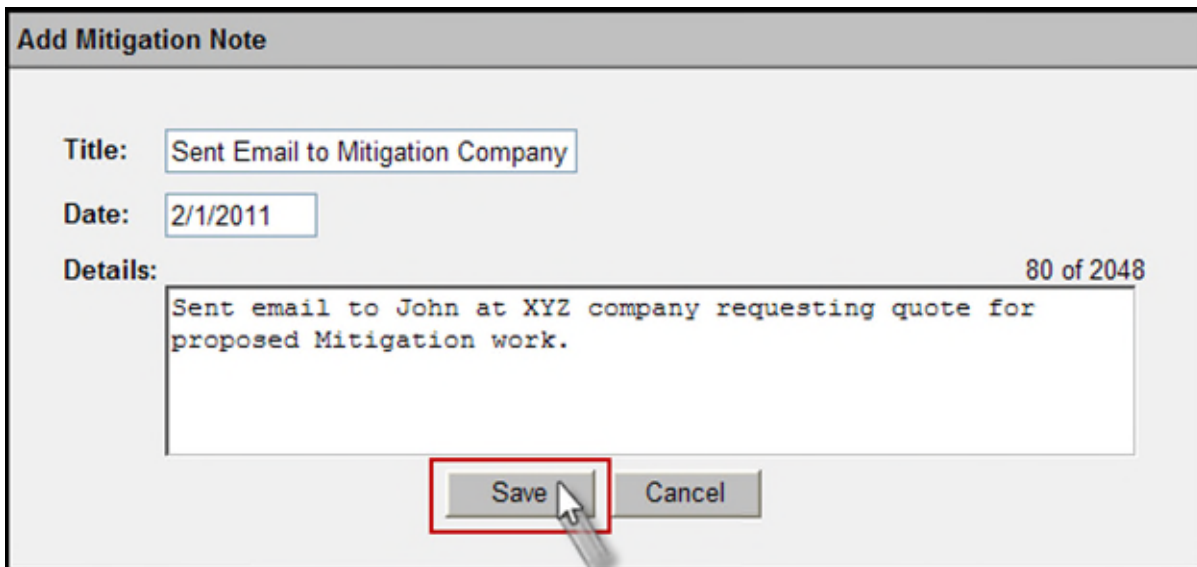 Add Mitigation Note
Title: Sent Email to Mitigation Company
Date: 2/1/2011
Details: 80 of 2048
Sent email to John at XYZ company requesting quote for
proposed Mitigation work.
Save Cancel